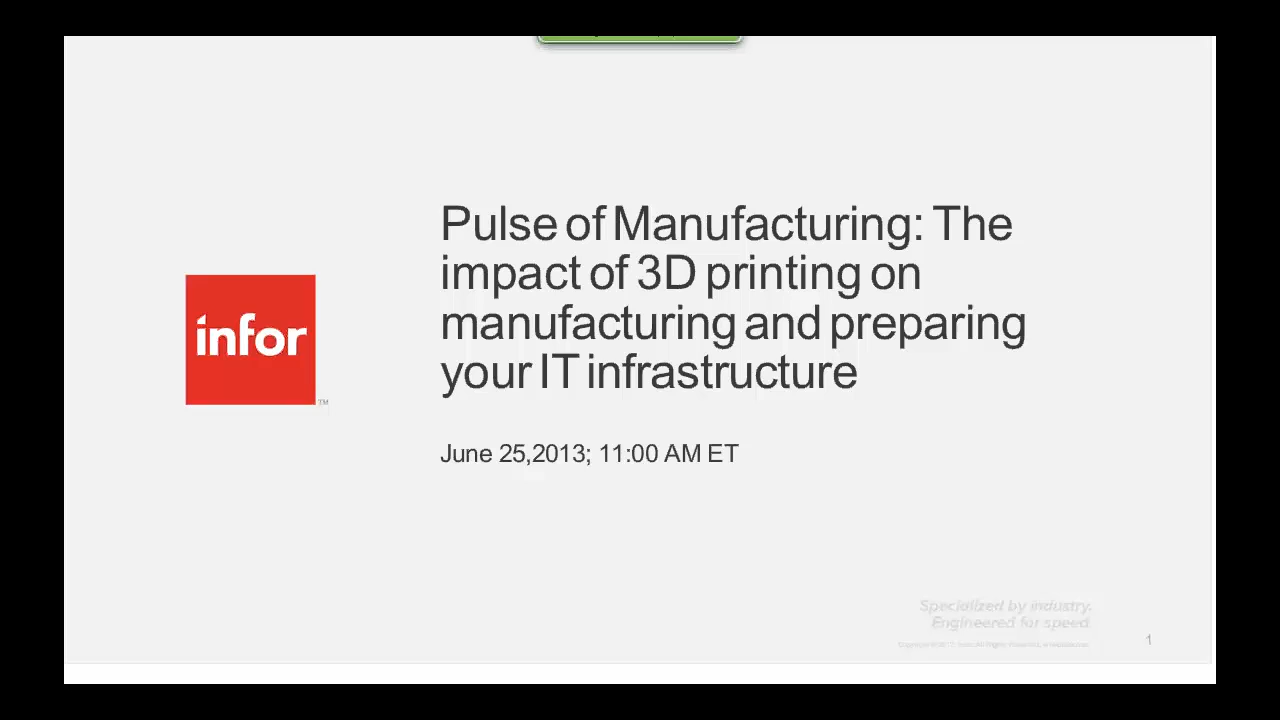 Pulse of Manufacturing: The
impact of 3D printing on
manufacturing and preparing
your IT infrastructure
infor
TM
June 25,2013; 11:00 AM ET
Specialized by industry.
Engineered for speed.
1